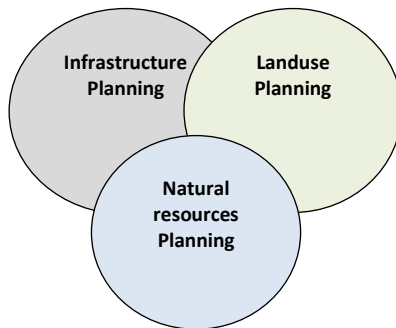 Infrastructure
Planning
Landuse
Planning
Natural
resources
Planning